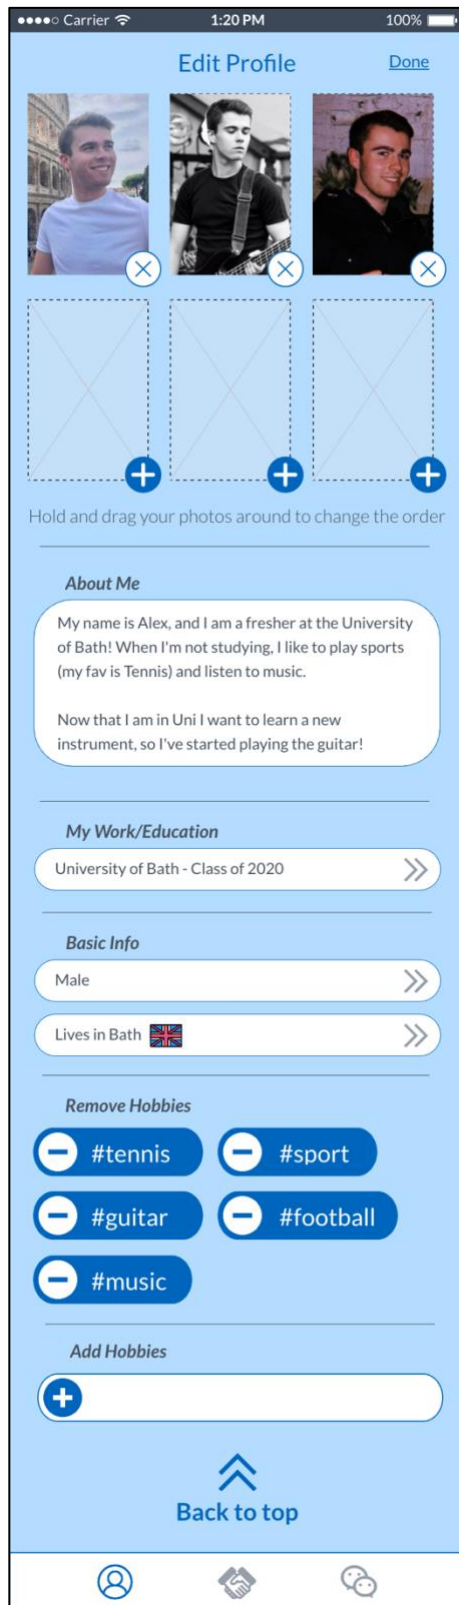 Carrier 1:20 PM 100%
Edit Profile Done
Hold and drag your photos around to change the order
About Me
My name is Alex, and I am a fresher at the University
of Bath! When I'm not studying, I like to play sports
(my fav is Tennis) and listen to music.
Now that I am in Uni I want to learn a new
instrument, so I've started playing the guitar!
My Work/Education
University of Bath - Class of 2020
Basic Info
Male
Lives in Bath
Remove Hobbies
#tennis #sport
#guitar #football
#music
Add Hobbies
Back to top